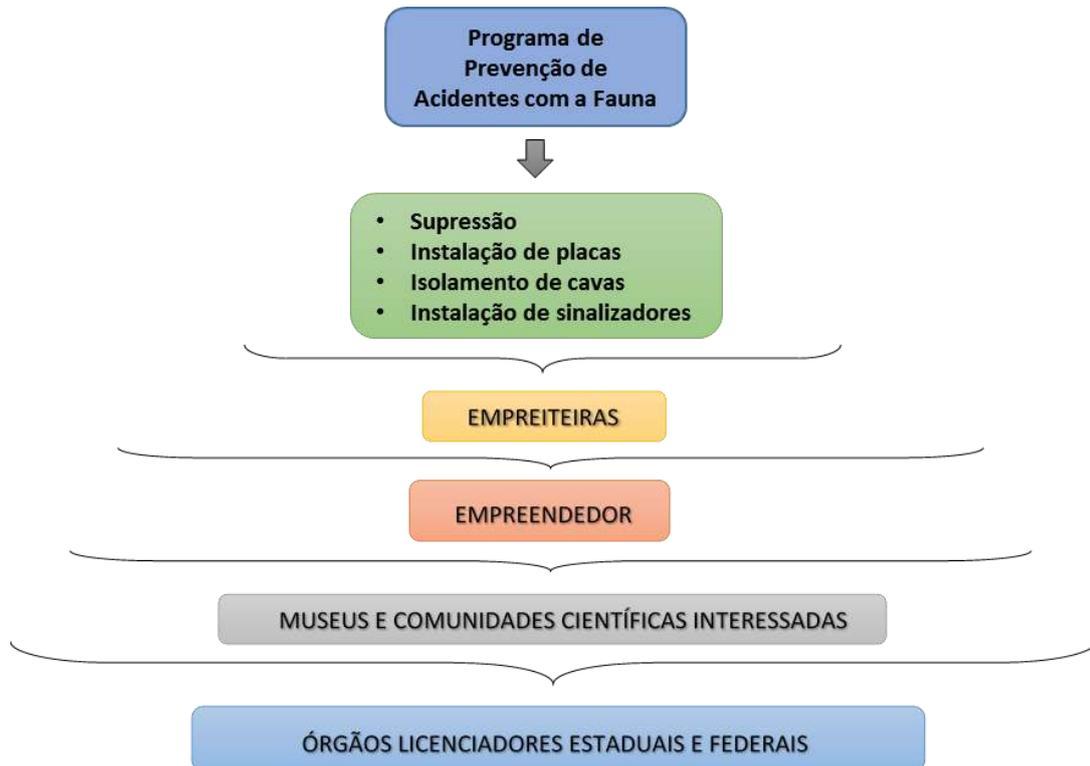 Programa de
Prevenção de
Acidentes com a Fauna
• Supressão
• Instalação de placas
• Isolamento de cavas
• Instalação de sinalizadores
EMPREITEIRAS
EMPREENDEDOR
MUSEUS E COMUNIDADES CIENTÍFICAS INTERESSADAS
ÓRGÃOS LICENCIADORES ESTADUAIS E FEDERAIS